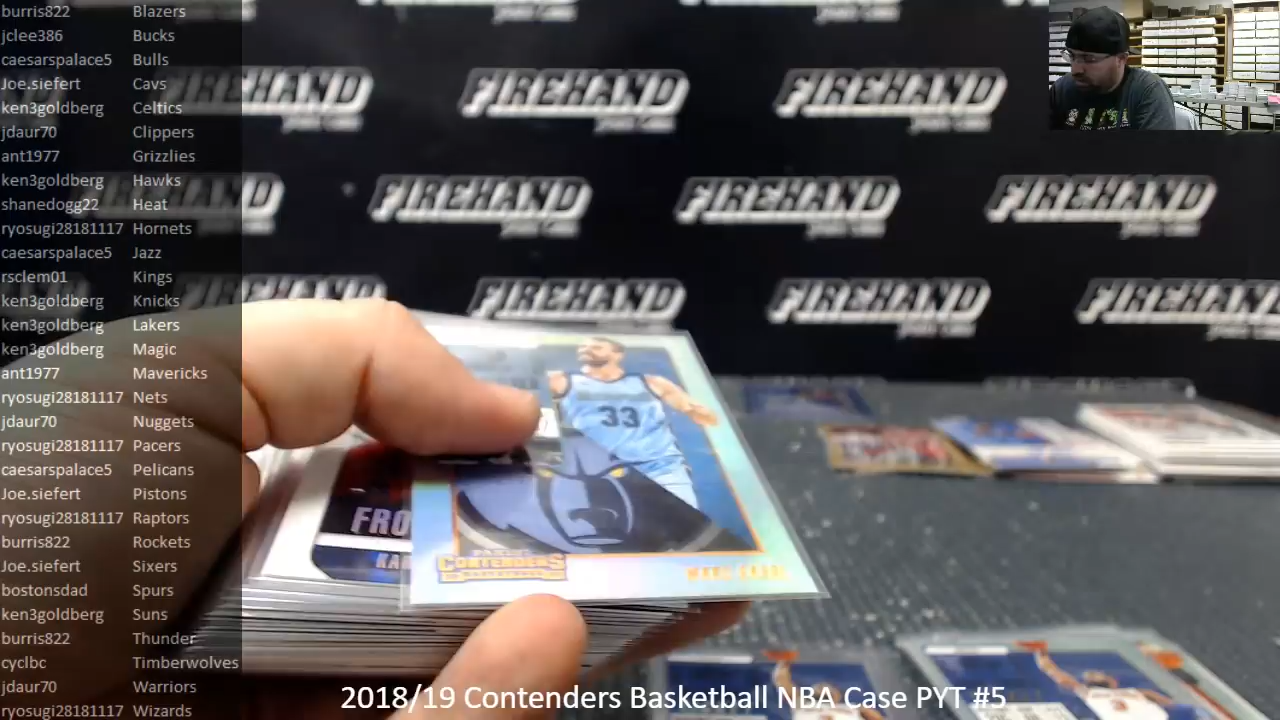 burris822 Blazers
jclee386 Bucks
caesarspalace5 Bulls
Joe.siefert Cavs
ken3goldberg Celtics
jdaur70 Clippers
ant1977 Grizzlies
ken3goldberg Hawks
shanedogg22 Heat
ryosugi28181117 Hornets
caesarspalace5 Jazz
rsclem01 Kings
ken3goldberg Knicks
ken3goldberg Lakers
ken3goldberg Magic
ant1977 Mavericks
ryosugi28181117 Nets
jdaur70 Nuggets
ryosugi28181117 Pacers
caesarspalace5 Pelicans
Joe.siefert Pistons
ryosugi28181117 Raptors
burris822 Rockets
Joe.siefert Sixers
bostonsdad Spurs
ken3goldberg Suns
burris822 Thunder
cyclbc Timberwolves
jdaur70 Warriors
ryosugi28181117 Wizards
FIREHAND
FIREHAND
FIREHAND
FIREHAND
FIREHAND
FIREHAND
FIREHAND
FIREHAND
FIREHAND
33
FRO
KAR
PANINI
CONTENDERS
2018/19 Contenders Basketball NBA Case PYT #5